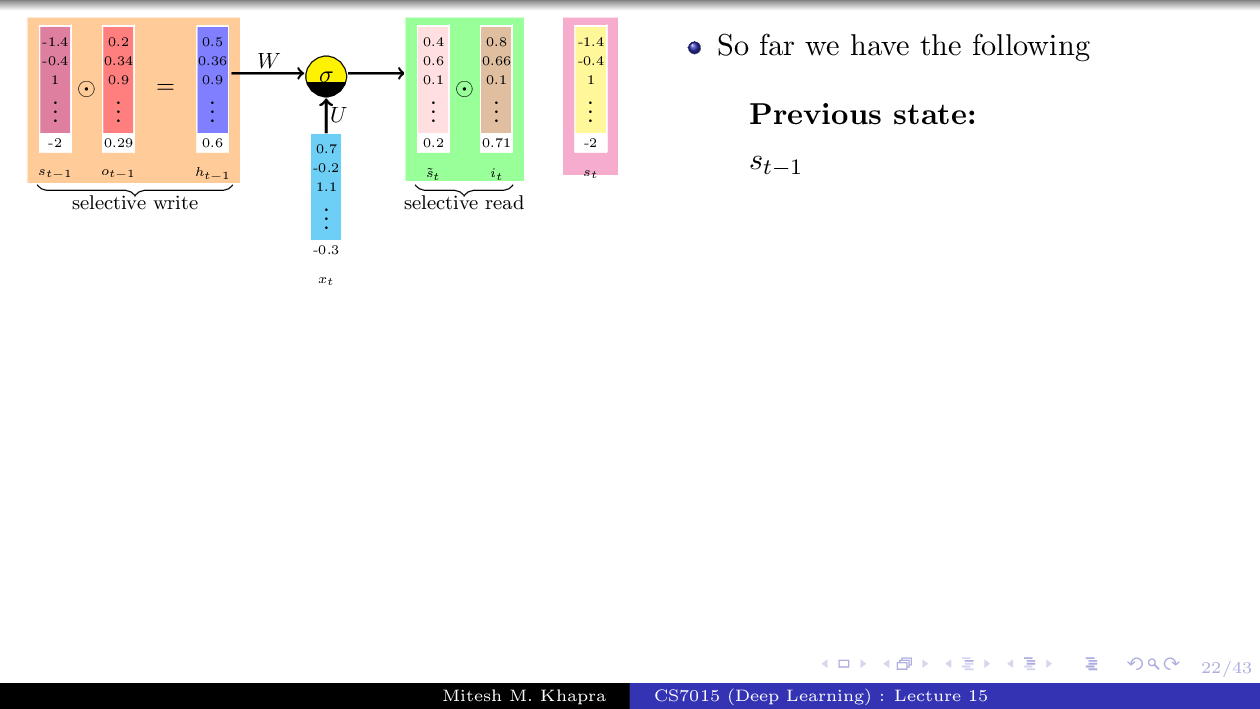 -1.4 0.2 0.5 0.4 0.8 -1.4
-0.4 0.34 0.36 0.6 0.66 -0.4
1 ⊙ 0.9 = 0.9 W σ 0.1 ⊙ 0.1 1
⋮ ⋮ ⋮ ⋮ ⋮ ⋮
-2 0.29 0.6 0.2 0.71 -2
s_{t−1} o_{t−1} h_{t−1} s̃_t i_t s_t
selective write selective read
U
0.7
-0.2
1.1
⋮
-0.3
x_t
So far we have the following
Previous state:
s_{t−1}
22/43
Mitesh M. Khapra CS7015 (Deep Learning) : Lecture 15